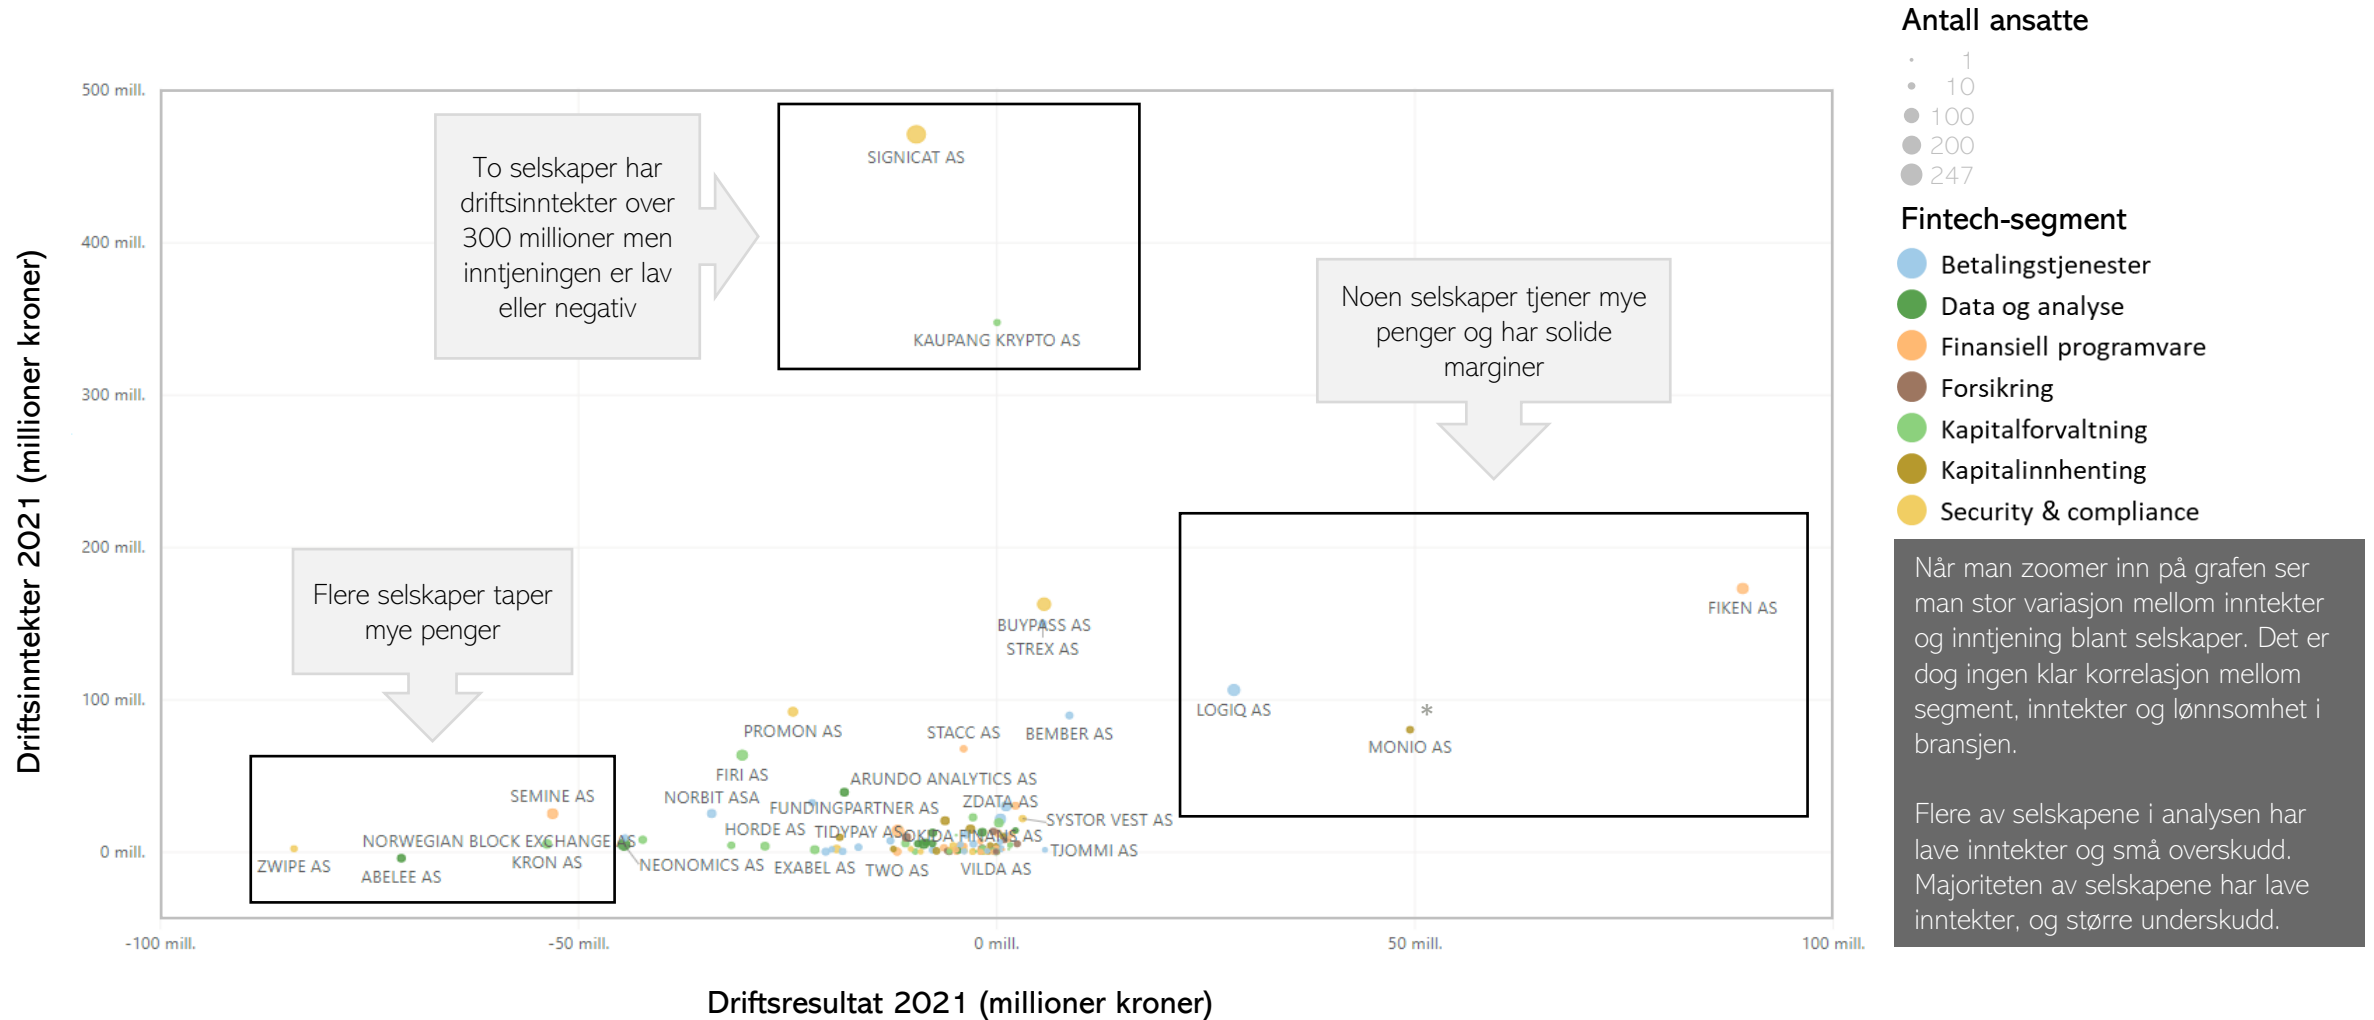 Antall ansatte
1
10
100
200
247
Fintech-segment
Betalingstjenester
Data og analyse
Finansiell programvare
Forsikring
Kapitalforvaltning
Kapitalinnhenting
Security & compliance
Når man zoomer inn på grafen ser
man stor variasjon mellom inntekter
og inntjening blant selskaper. Det er
dog ingen klar korrelasjon mellom
segment, inntekter og lønnsomhet i
bransjen.
Flere av selskapene i analysen har
lave inntekter og små overskudd.
Majoriteten av selskapene har lave
inntekter, og større underskudd.
Driftsinntekter 2021 (millioner kroner)
500 mill.
400 mill.
300 mill.
200 mill.
100 mill.
0 mill.
To selskaper har
driftsinntekter over
300 millioner men
inntjeningen er lav
eller negativ
SIGNICAT AS
KAUPANG KRYPTO AS
Noen selskaper tjener mye
penger og har solide
marginer
Flere selskaper taper
mye penger
FIKEN AS
BUYPASS AS
STREX AS
LOGIQ AS
*
MONIO AS
PROMON AS
STACC AS
BEMBER AS
FIRI AS
ARUNDO ANALYTICS AS
SEMINE AS
NORBIT ASA
FUNDINGPARTNER AS
ZDATA AS
SYSTOR VEST AS
HORDE AS
TIDYPAY AS
OKIDA FINANS AS
NORWEGIAN BLOCK EXCHANGE AS
TJOMMI AS
ZWIPE AS
ABELEE AS
KRON AS
NEONOMICS AS
EXABEL AS
TWO AS
VILDA AS
-100 mill.
-50 mill.
0 mill.
50 mill.
100 mill.
Driftsresultat 2021 (millioner kroner)